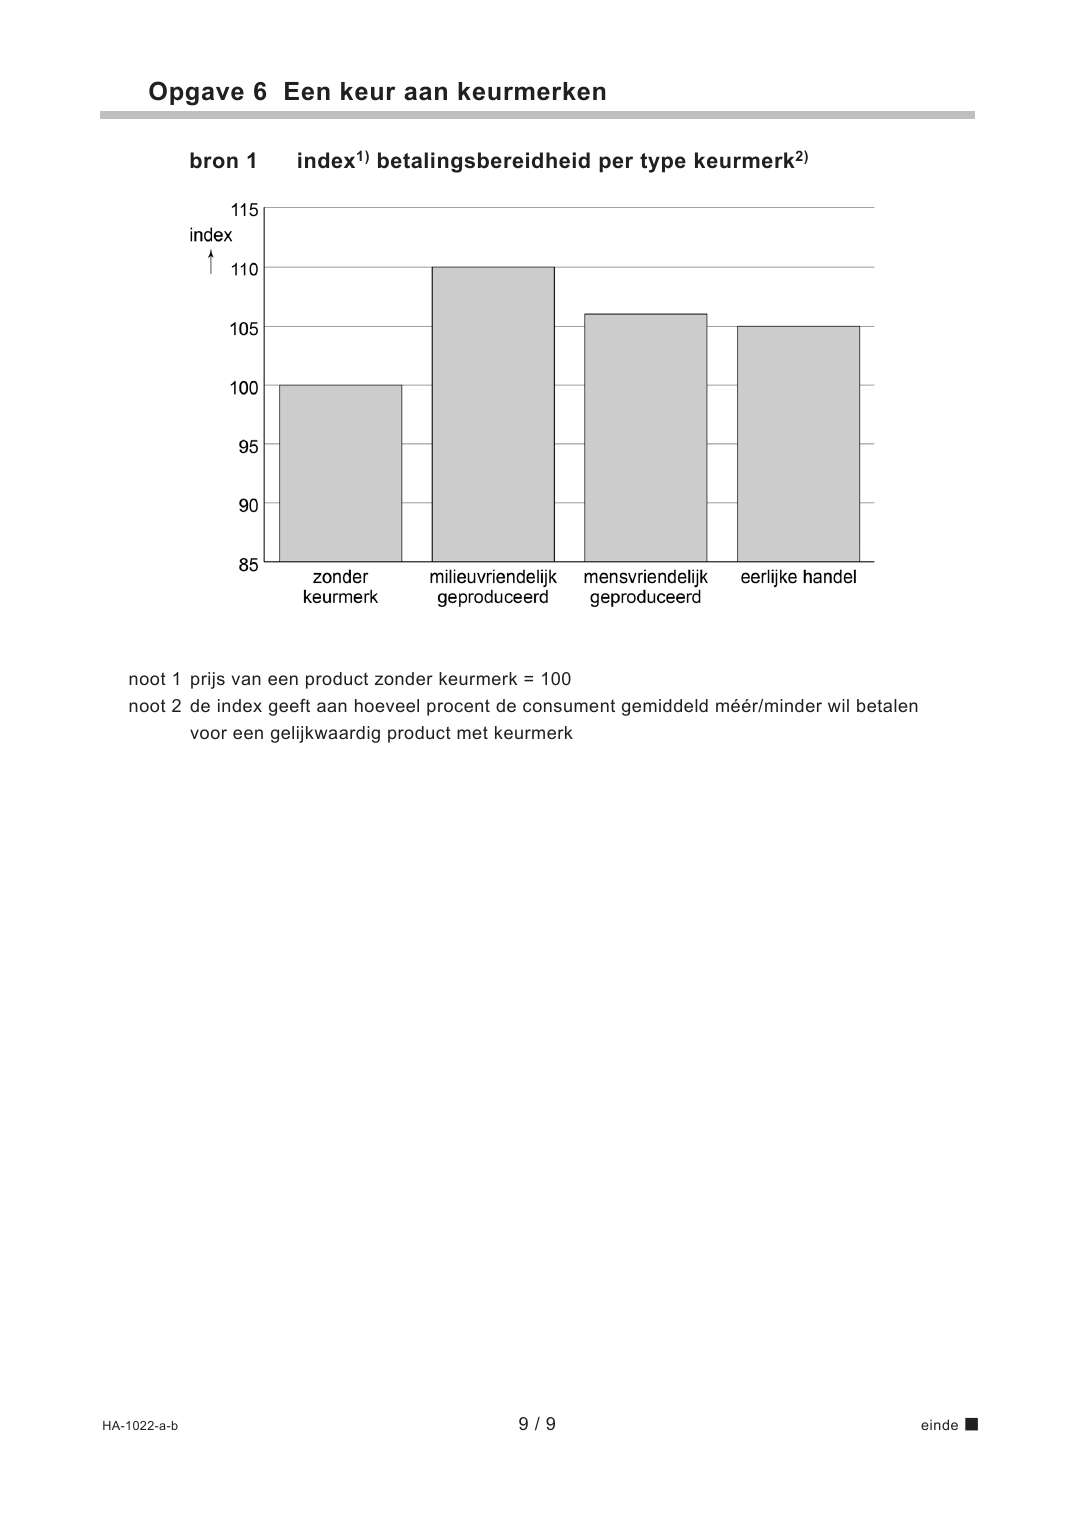 Opgave 6 Een keur aan keurmerken
bron 1 index1) betalingsbereidheid per type keurmerk2)
115
index
110
105
100
95
90
85
zonder keurmerk
milieuvriendelijk geproduceerd
mensvriendelijk geproduceerd
eerlijke handel
noot 1 prijs van een product zonder keurmerk = 100
noot 2 de index geeft aan hoeveel procent de consument gemiddeld méér/minder wil betalen
voor een gelijkwaardig product met keurmerk
HA-1022-a-b
9 / 9
einde